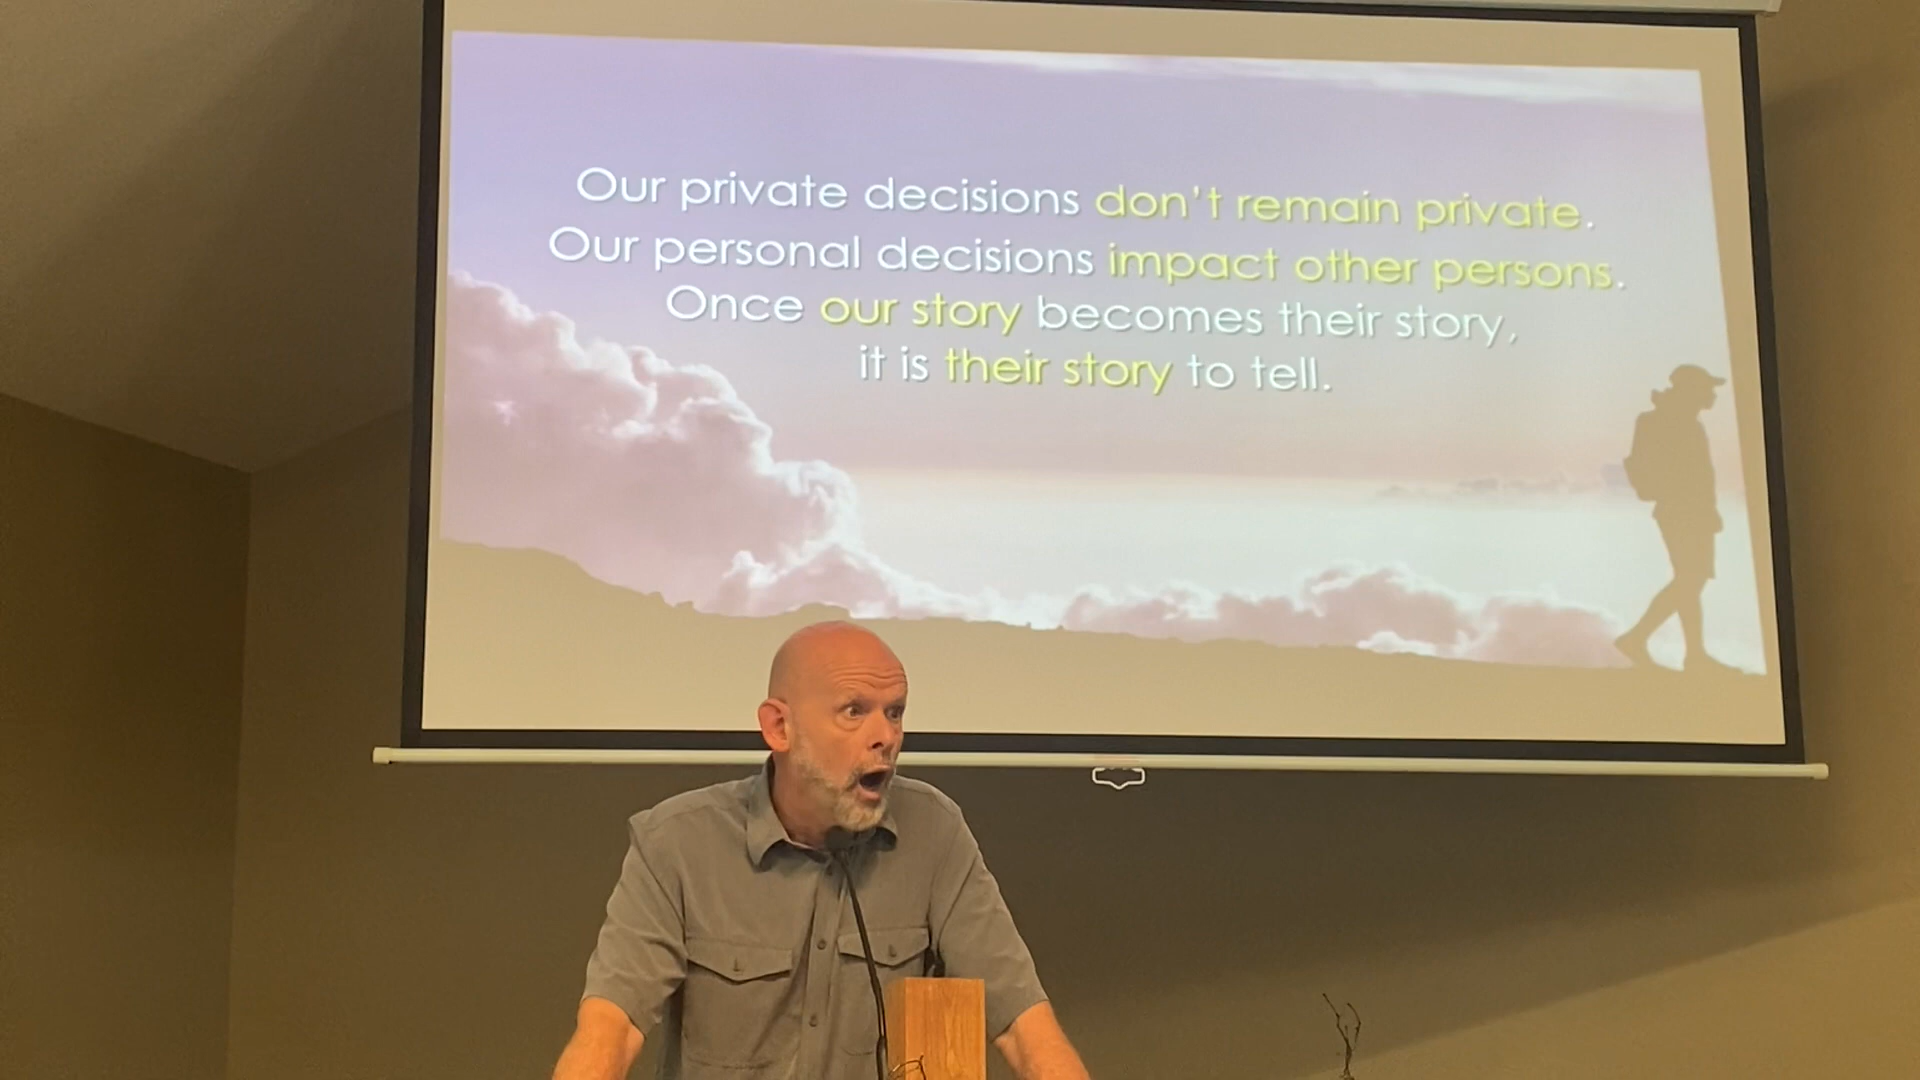 Our private decisions don't remain private.
Our personal decisions impact other persons.
Once our story becomes their story,
it is their story to tell.